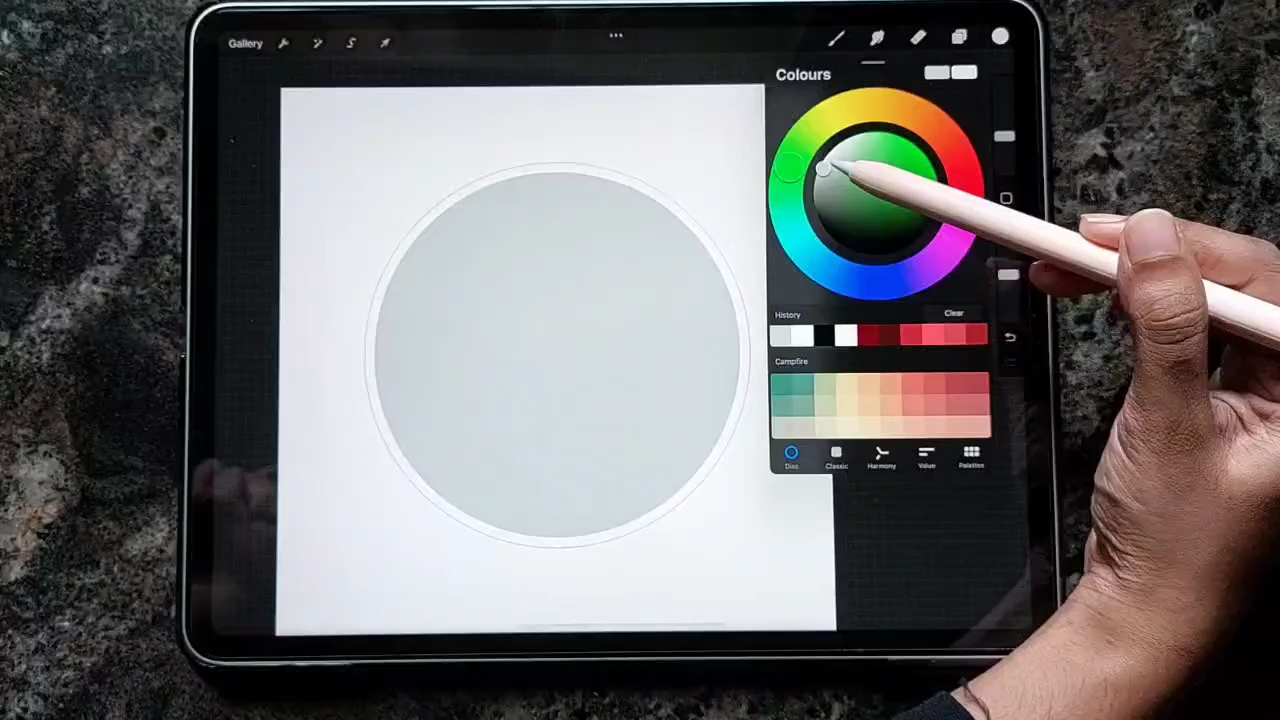 Gallery
Colours
History
Clear
Campfire
Disc
Classic
Harmony
Value
Palettes